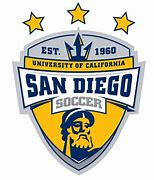 EST. 1960
UNIVERSITY OF CALIFORNIA
SAN DIEGO
SOCCER